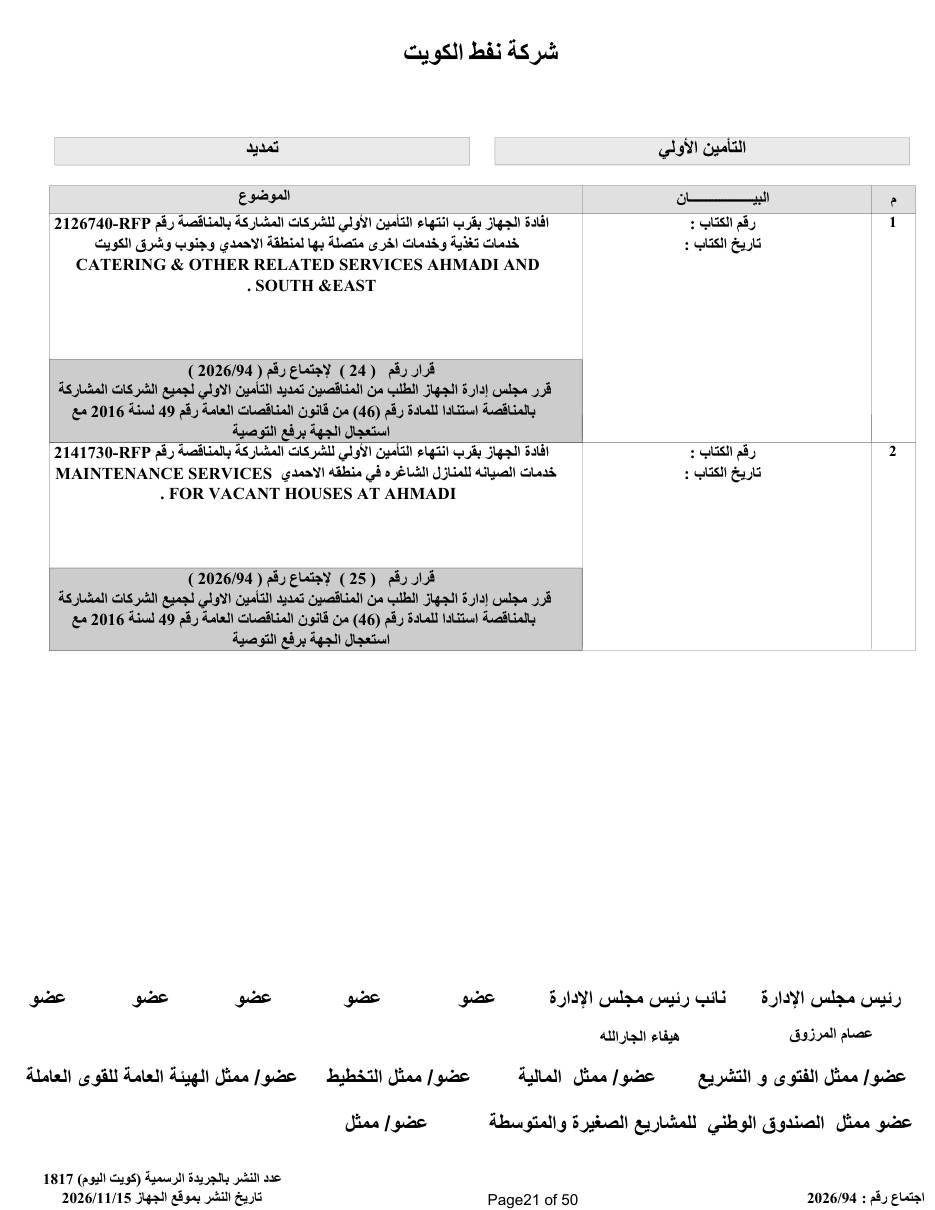 شركة نفط الكويت
التأمين الأولي
تمديد
م
البيـــــــــــــــان
الموضوع
1
رقم الكتاب :
تاريخ الكتاب :
افادة الجهاز بقرب انتهاء التأمين الأولي للشركات المشاركة بالمناقصة رقم 2126740-RFP
خدمات تغذية وخدمات اخرى متصلة بها لمنطقة الاحمدي وجنوب وشرق الكويت
CATERING & OTHER RELATED SERVICES AHMADI AND
SOUTH &EAST .
قرار رقم ( 24 ) لإجتماع رقم ( 2026/94 )
قرر مجلس إدارة الجهاز الطلب من المناقصين تمديد التأمين الاولي لجميع الشركات المشاركة
بالمناقصة استنادا للمادة رقم (46) من قانون المناقصات العامة رقم 49 لسنة 2016 مع
استعجال الجهة برفع التوصية
2
رقم الكتاب :
تاريخ الكتاب :
افادة الجهاز بقرب انتهاء التأمين الأولي للشركات المشاركة بالمناقصة رقم 2141730-RFP
خدمات الصيانه للمنازل الشاغره في منطقه الاحمدي MAINTENANCE SERVICES
FOR VACANT HOUSES AT AHMADI .
قرار رقم ( 25 ) لإجتماع رقم ( 2026/94 )
قرر مجلس إدارة الجهاز الطلب من المناقصين تمديد التأمين الاولي لجميع الشركات المشاركة
بالمناقصة استنادا للمادة رقم (46) من قانون المناقصات العامة رقم 49 لسنة 2016 مع
استعجال الجهة برفع التوصية
رئيس مجلس الإدارة نائب رئيس مجلس الإدارة عضو عضو عضو عضو عضو
عصام المرزوق هيفاء الجارالله
عضو/ ممثل الفتوى و التشريع عضو/ ممثل المالية عضو/ ممثل التخطيط عضو/ ممثل الهيئة العامة للقوى العاملة
عضو ممثل الصندوق الوطني للمشاريع الصغيرة والمتوسطة عضو/ ممثل
عدد النشر بالجريدة الرسمية (كويت اليوم) 1817
اجتماع رقم : 2026/94 Page21 of 50 تاريخ النشر بموقع الجهاز 2026/11/15